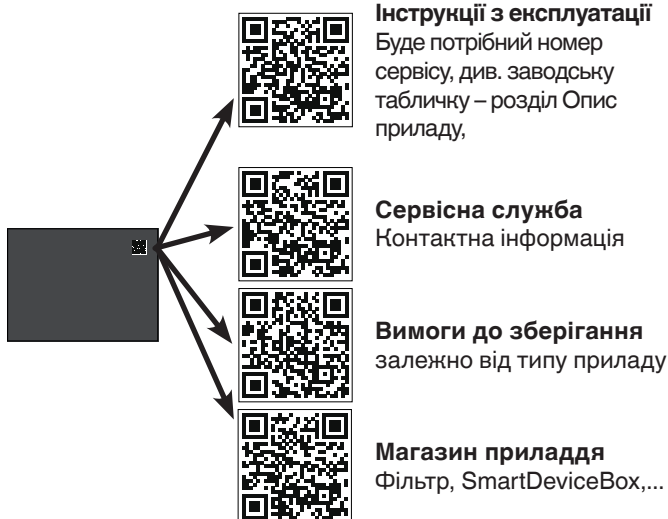 Інструкції з експлуатації
Буде потрібний номер
сервісу, див. заводську
табличку – розділ Опис
приладу,
Сервісна служба
Контактна інформація
Вимоги до зберігання
залежно від типу приладу
Магазин приладдя
Фільтр, SmartDeviceBox,...